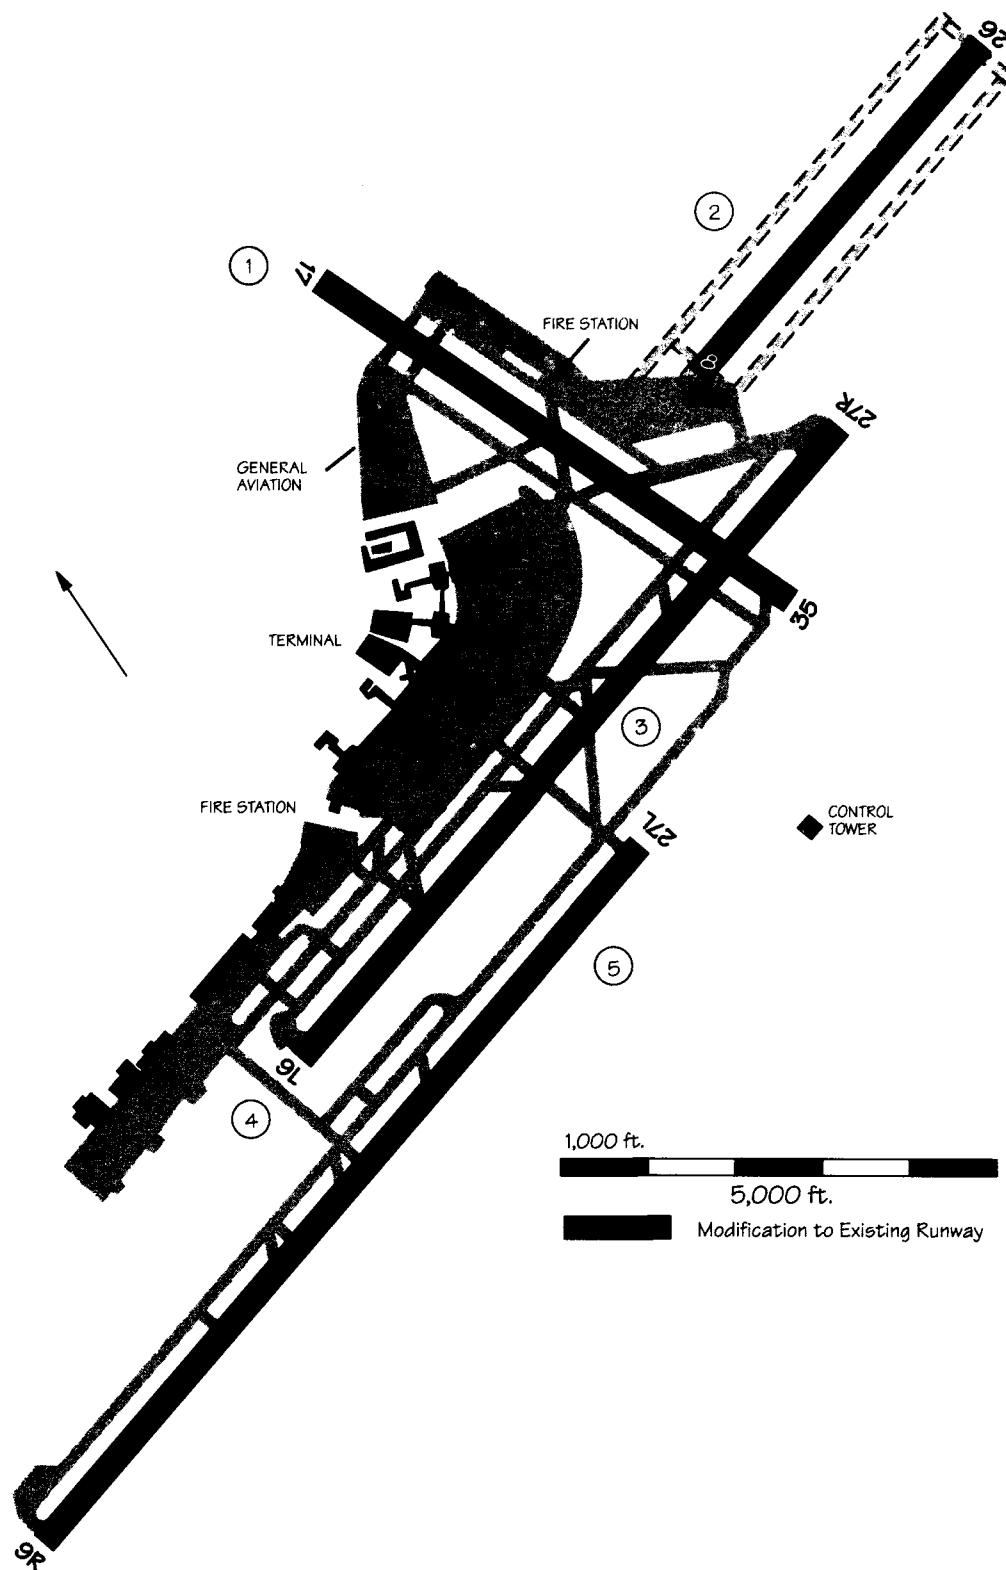 26
2
1
17
FIRE STATION
08
27R
GENERAL
AVIATION
35
TERMINAL
3
FIRE STATION
27L
CONTROL
TOWER
5
9L
4
1,000 ft.
5,000 ft.
Modification to Existing Runway
9R